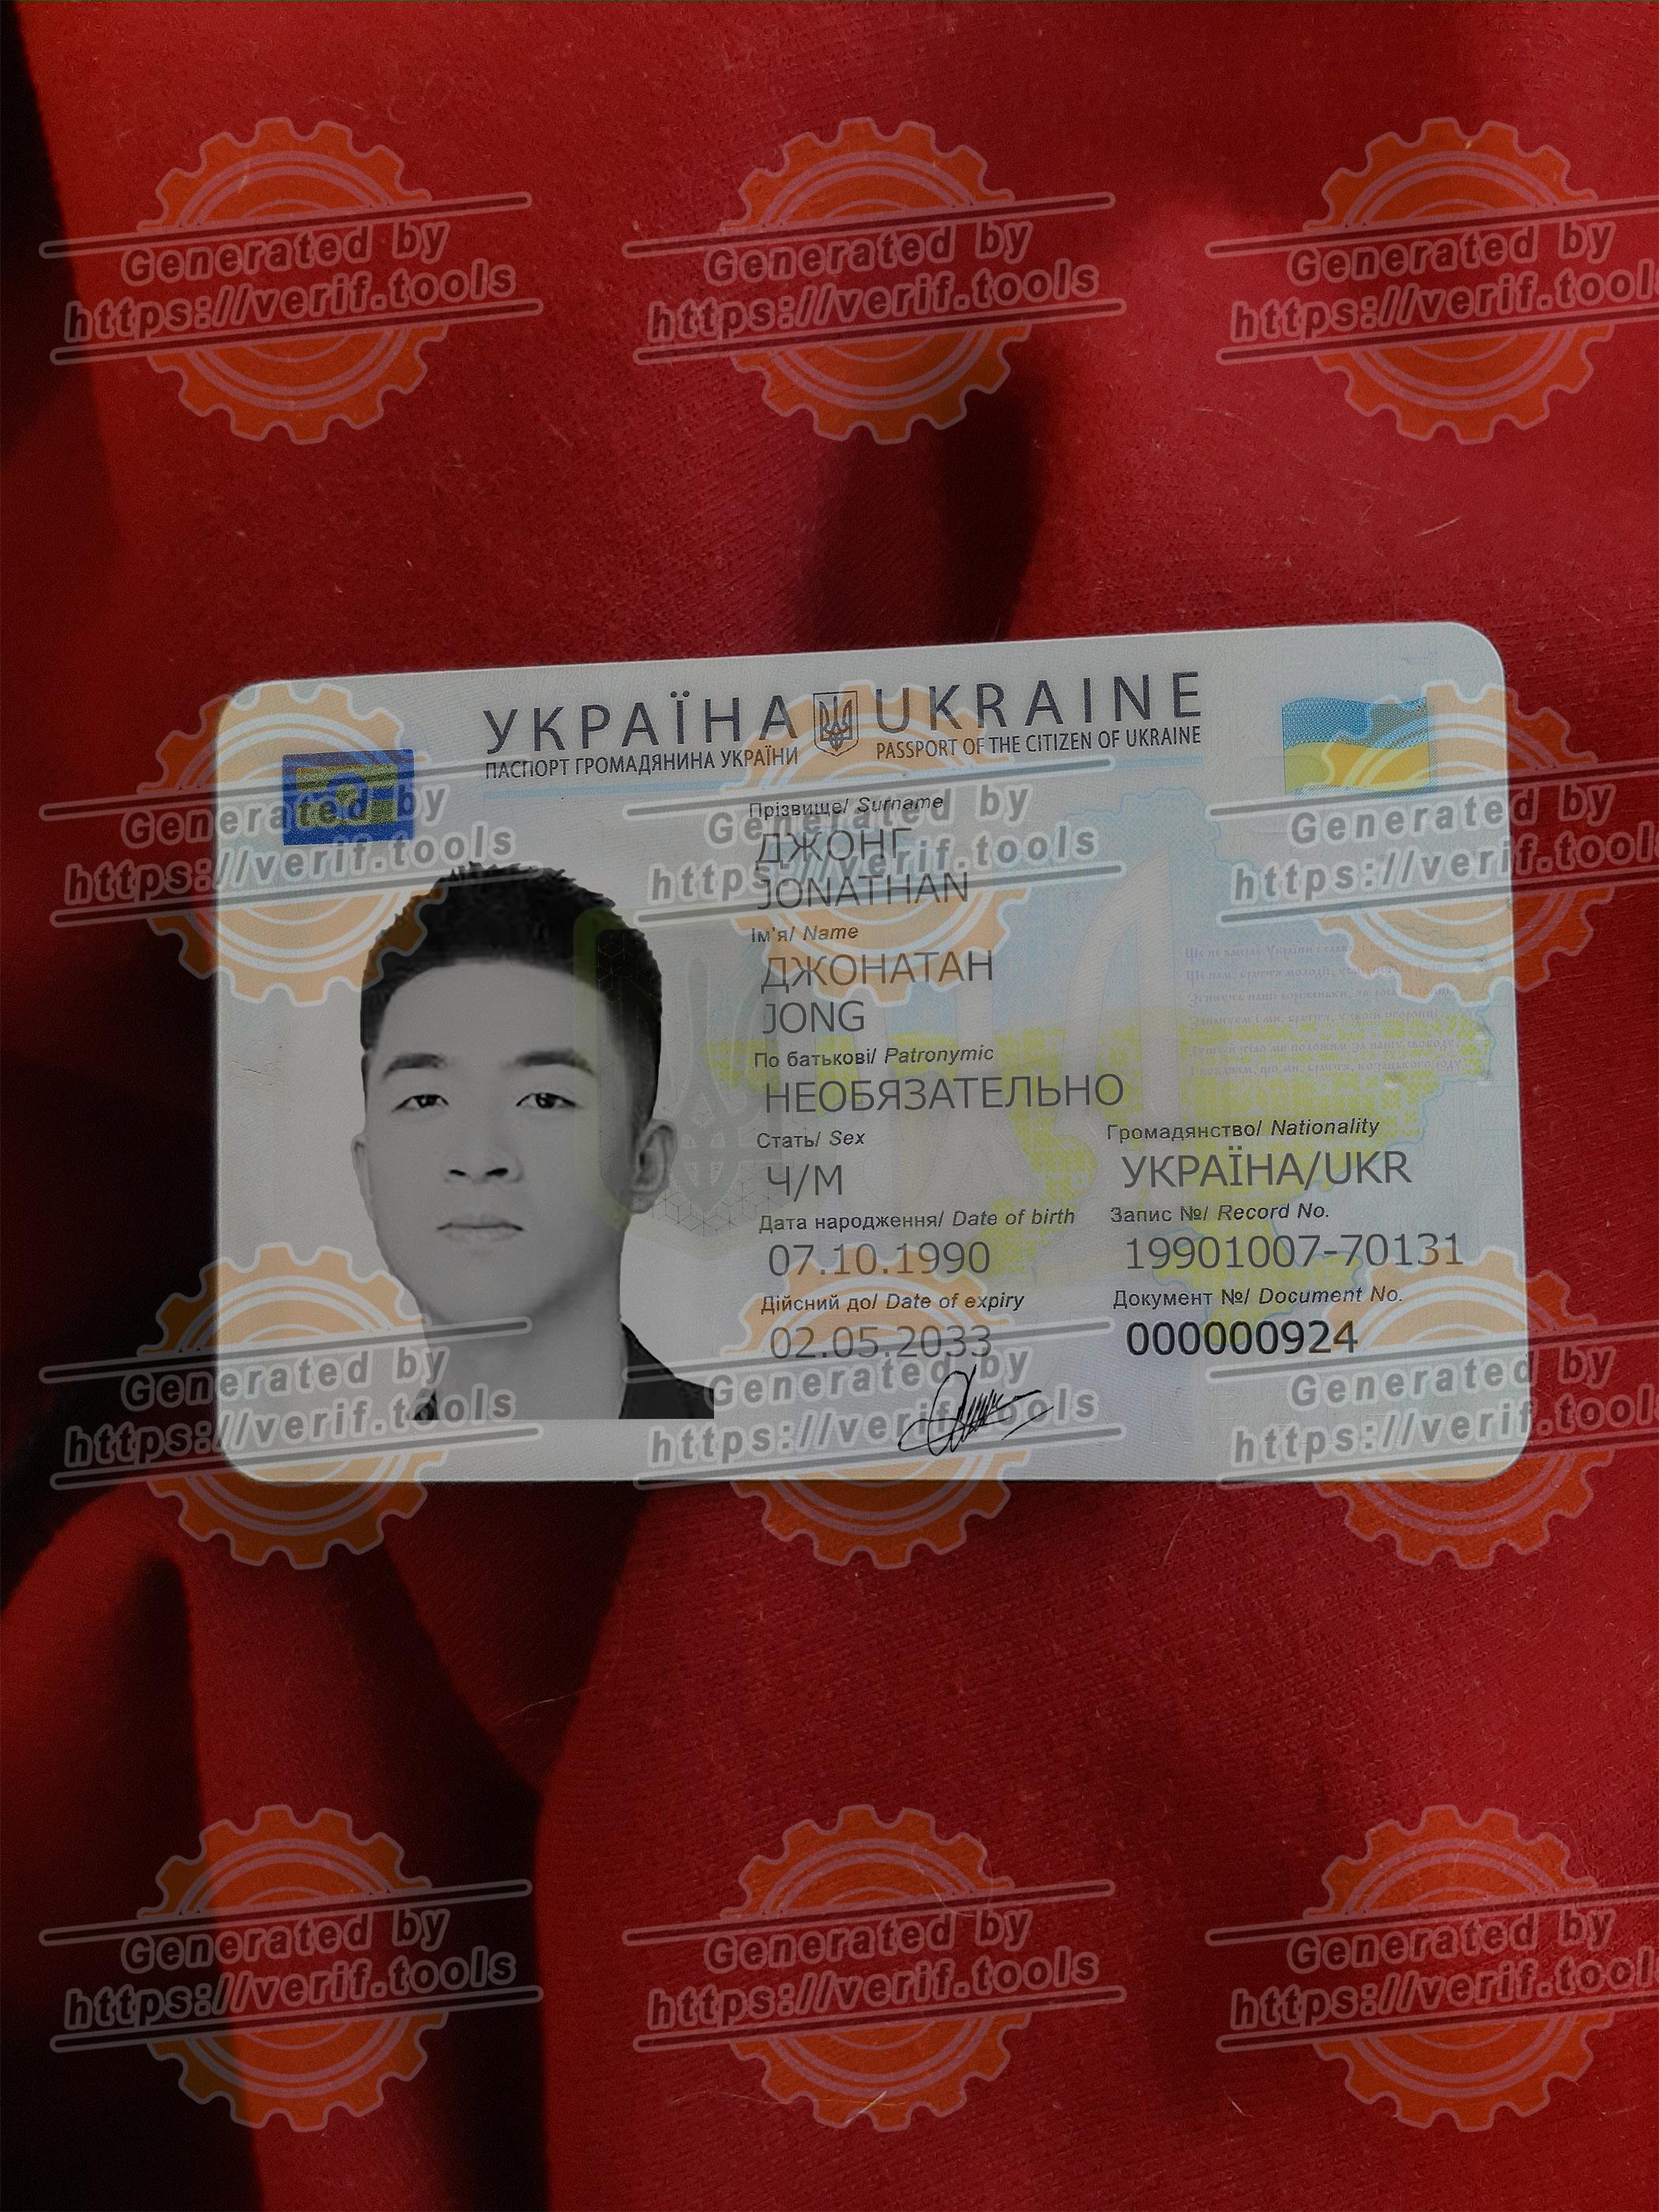 Generated by
https://verif.tools
Generated by
https://verif.tools
Generated by
https://verif.tool
УКРАЇНА UKRAINE
ПАСПОРТ ГРОМАДЯНИНА УКРАЇНИ PASSPORT OF THE CITIZEN OF UKRAINE
Прізвище/ Surname
ДЖОНГ
JONATHAN
Ім'я/ Name
ДЖОНАТАН
JONG
По батькові/ Patronymic
НЕОБЯЗАТЕЛЬНО
Стать/ Sex
Ч/М
Громадянство/ Nationality
УКРАЇНА/UKR
Дата народження/ Date of birth
07.10.1990
Запис №/ Record No.
19901007-70131
Дійсний до/ Date of expiry
02.05.2033
Документ №/ Document No.
000000924
Generated by
https://verif.tools
Generated by
https://verif.tools
Generated by
https://verif.tool
Generated by
https://verif.tools
Generated by
https://verif.tools
Generated by
https://verif.tool
Generated by
https://verif.tools
Generated by
https://verif.tools
Generated by
https://verif.tool